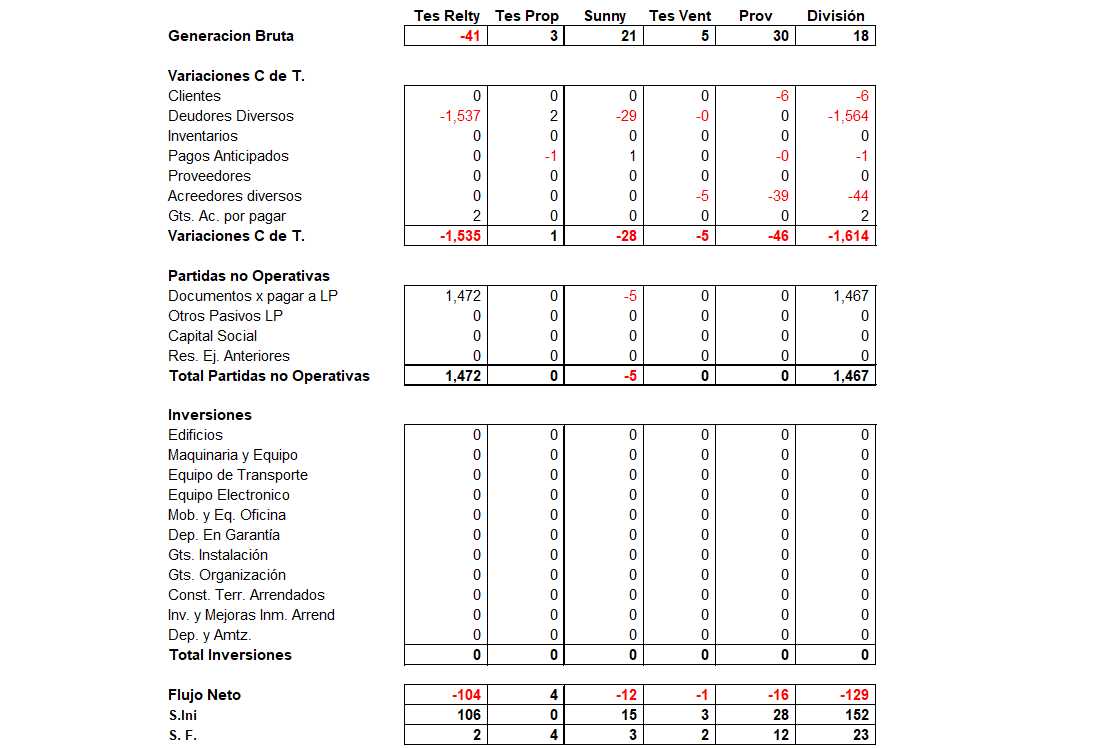 Tes Relty Tes Prop Sunny Tes Vent Prov División
Generacion Bruta -41 3 21 5 30 18
Variaciones C de T.
Clientes 0 0 0 0 -6 -6
Deudores Diversos -1,537 2 -29 -0 0 -1,564
Inventarios 0 0 0 0 0 0
Pagos Anticipados 0 -1 1 0 -0 -1
Proveedores 0 0 0 0 0 0
Acreedores diversos 0 0 0 -5 -39 -44
Gts. Ac. por pagar 2 0 0 0 0 2
Variaciones C de T. -1,535 1 -28 -5 -46 -1,614
Partidas no Operativas
Documentos x pagar a LP 1,472 0 -5 0 0 1,467
Otros Pasivos LP 0 0 0 0 0 0
Capital Social 0 0 0 0 0 0
Res. Ej. Anteriores 0 0 0 0 0 0
Total Partidas no Operativas 1,472 0 -5 0 0 1,467
Inversiones
Edificios 0 0 0 0 0 0
Maquinaria y Equipo 0 0 0 0 0 0
Equipo de Transporte 0 0 0 0 0 0
Equipo Electronico 0 0 0 0 0 0
Mob. y Eq. Oficina 0 0 0 0 0 0
Dep. En Garantía 0 0 0 0 0 0
Gts. Instalación 0 0 0 0 0 0
Gts. Organización 0 0 0 0 0 0
Const. Terr. Arrendados 0 0 0 0 0 0
Inv. y Mejoras Inm. Arrend 0 0 0 0 0 0
Dep. y Amtz. 0 0 0 0 0 0
Total Inversiones 0 0 0 0 0 0
Flujo Neto -104 4 -12 -1 -16 -129
S.Ini 106 0 15 3 28 152
S. F. 2 4 3 2 12 23